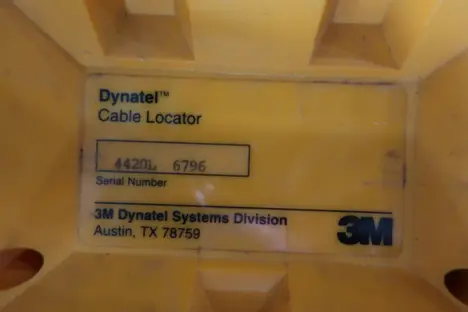 Dynatel™
Cable Locator
4420L 6796
Serial Number
3M Dynatel Systems Division
Austin, TX 78759
3M